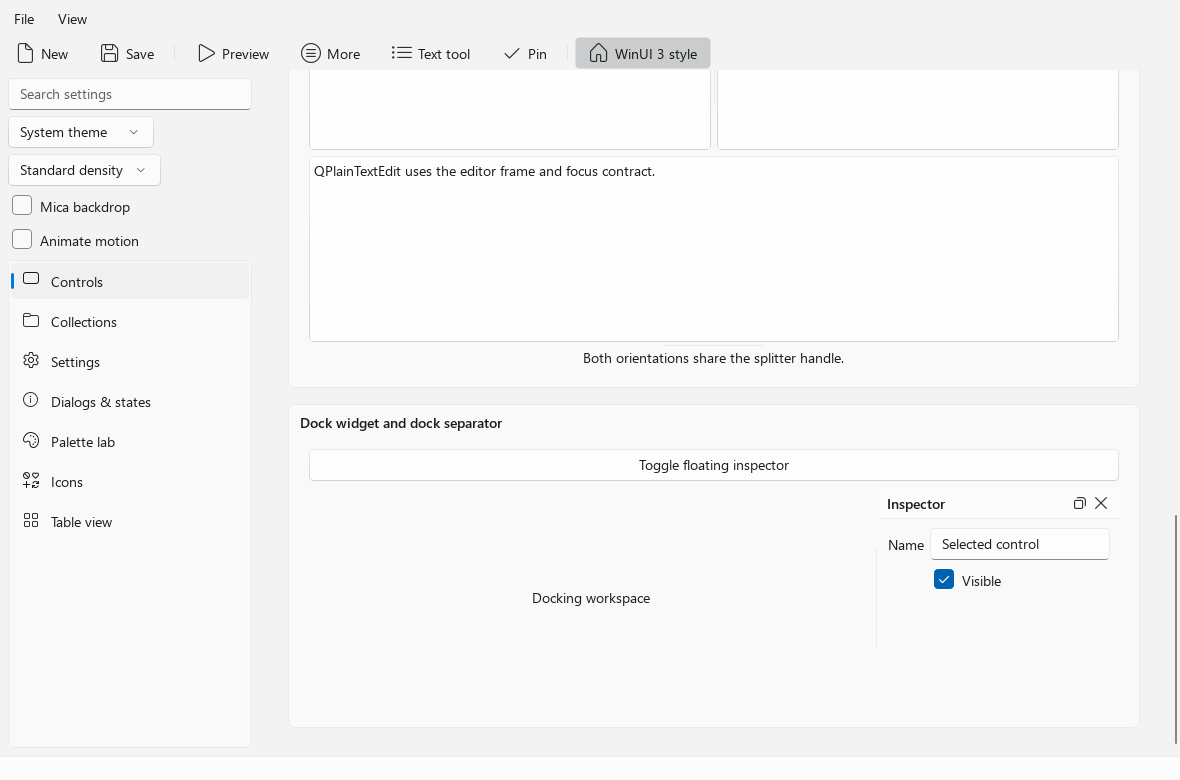 File View
New Save Preview More Text tool Pin WinUI 3 style
Search settings
System theme
Standard density
Mica backdrop
Animate motion
Controls
Collections
Settings
Dialogs & states
Palette lab
Icons
Table view
QPlainTextEdit uses the editor frame and focus contract.
Both orientations share the splitter handle.
Dock widget and dock separator
Toggle floating inspector
Docking workspace
Inspector
Name Selected control
Visible